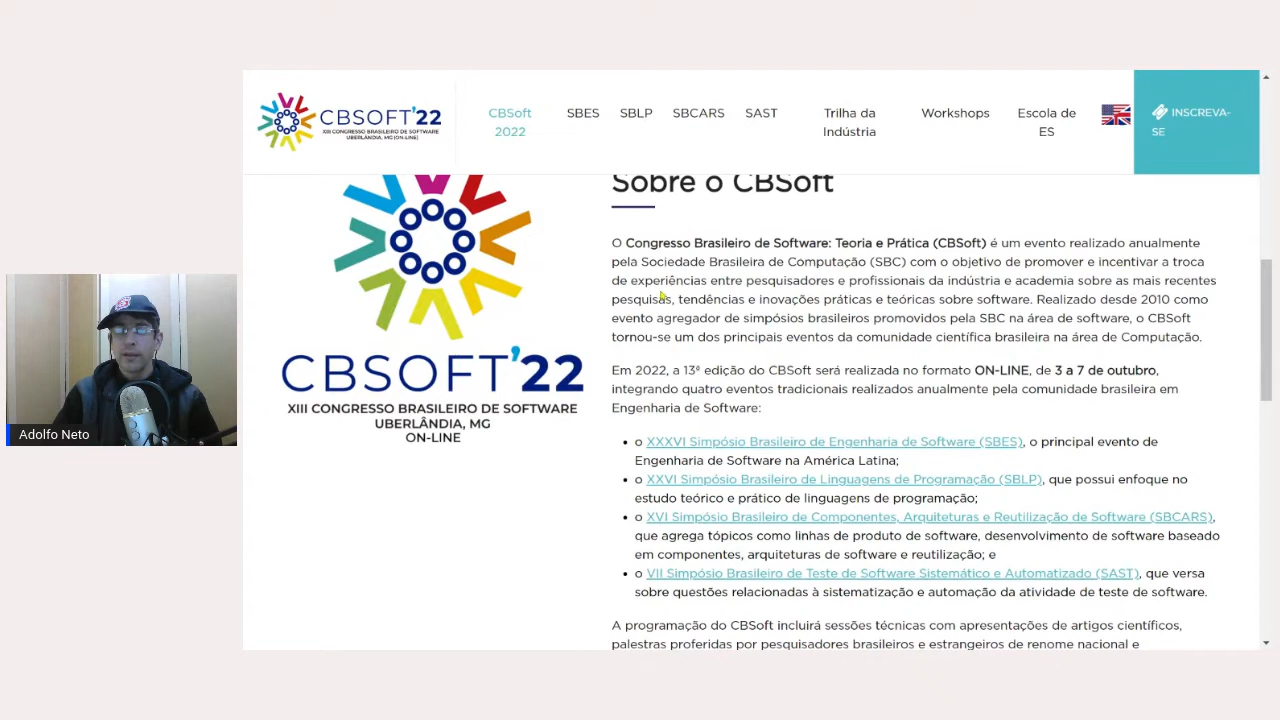 CBSOFT'22
XIII CONGRESSO BRASILEIRO DE SOFTWARE
UBERLÂNDIA, MG (ON-LINE)
CBSoft
2022
SBES
SBLP
SBCARS
SAST
Trilha da
Indústria
Workshops
Escola de
ES
INSCREVA-
SE
CBSOFT'22
XIII CONGRESSO BRASILEIRO DE SOFTWARE
UBERLÂNDIA, MG
ON-LINE
Sobre o CBSoft
O Congresso Brasileiro de Software: Teoria e Prática (CBSoft) é um evento realizado anualmente
pela Sociedade Brasileira de Computação (SBC) com o objetivo de promover e incentivar a troca
de experiências entre pesquisadores e profissionais da indústria e academia sobre as mais recentes
pesquisas, tendências e inovações práticas e teóricas sobre software. Realizado desde 2010 como
evento agregador de simpósios brasileiros promovidos pela SBC na área de software, o CBSoft
tornou-se um dos principais eventos da comunidade científica brasileira na área de Computação.
Em 2022, a 13ª edição do CBSoft será realizada no formato ON-LINE, de 3 a 7 de outubro,
integrando quatro eventos tradicionais realizados anualmente pela comunidade brasileira em
Engenharia de Software:
• o XXXVI Simpósio Brasileiro de Engenharia de Software (SBES), o principal evento de
Engenharia de Software na América Latina;
• o XXVI Simpósio Brasileiro de Linguagens de Programação (SBLP), que possui enfoque no
estudo teórico e prático de linguagens de programação;
• o XVI Simpósio Brasileiro de Componentes, Arquiteturas e Reutilização de Software (SBCARS),
que agrega tópicos como linhas de produto de software, desenvolvimento de software baseado
em componentes, arquiteturas de software e reutilização; e
• o VII Simpósio Brasileiro de Teste de Software Sistemático e Automatizado (SAST), que versa
sobre questões relacionadas à sistematização e automação da atividade de teste de software.
A programação do CBSoft incluirá sessões técnicas com apresentações de artigos científicos,
palestras proferidas por pesquisadores brasileiros e estrangeiros de renome nacional e
Adolfo Neto